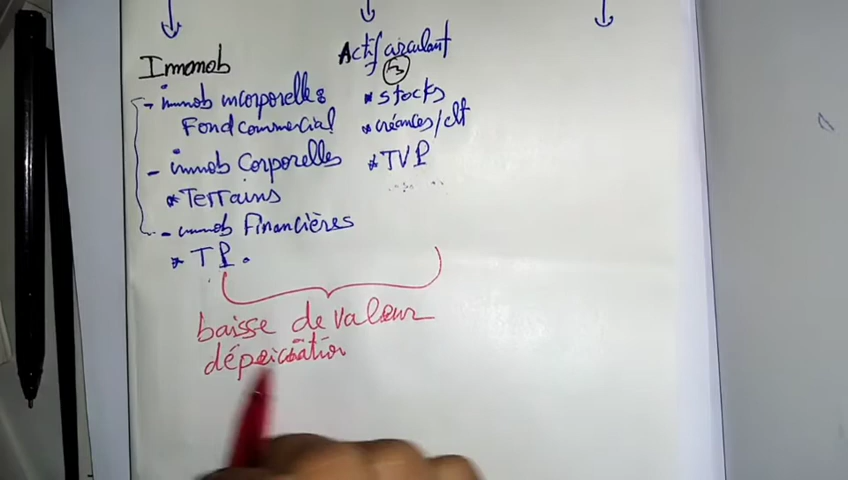 Immob
- immob incorporelles
Fond commercial
- immob Corporelles
* Terrains
- immob Financières
* TP.
Actif circulant
3
* stocks
* créances/clt
* TVP
baisse de valeur
dépréciation